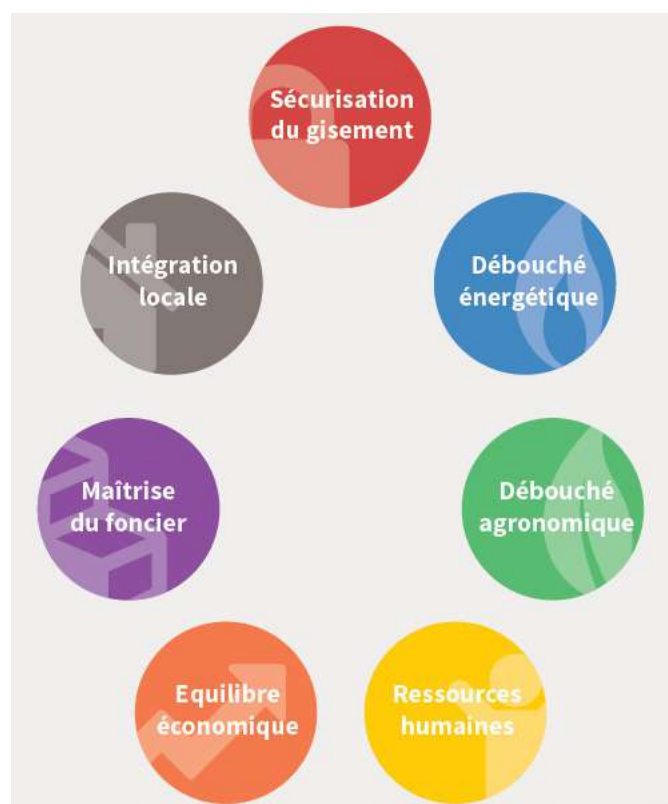 Sécurisation
du gisement
Intégration
locale
Débouché
énergétique
Maîtrise
du foncier
Débouché
agronomique
Equilibre
économique
Ressources
humaines